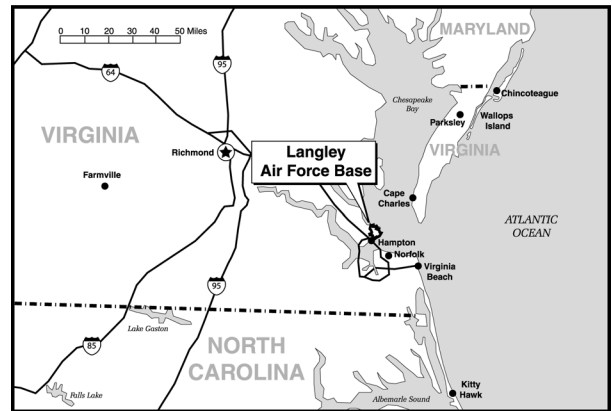 MARYLAND
0 10 20 30 40 50 Miles
95
64
Chesapeake
Bay
Chincoteague
Parksley
Wallops
Island
VIRGINIA
VIRGINIA
Richmond
Langley
Air Force Base
Farmville
Cape
Charles
ATLANTIC
OCEAN
Hampton
Norfolk
Virginia
Beach
95
Lake Gaston
85
NORTH
CAROLINA
Kitty
Hawk
Falls Lake
Albemarle Sound